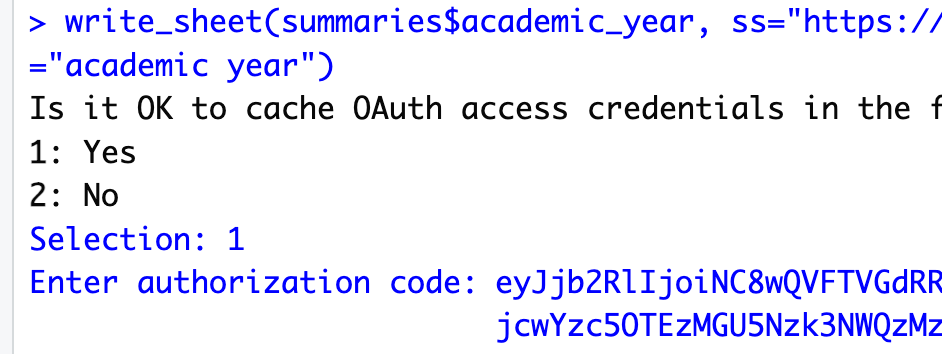 > write_sheet(summaries$academic_year, ss="https://
="academic year")
Is it OK to cache OAuth access credentials in the f
1: Yes
2: No
Selection: 1
Enter authorization code: eyJjb2RlIjoiNC8wQVFTVGdRR
jcwYzc5OTEzMGU5Nzk3NWQzMz